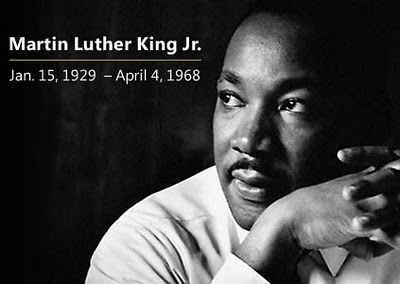 Martin Luther King Jr.
Jan. 15, 1929 – April 4, 1968